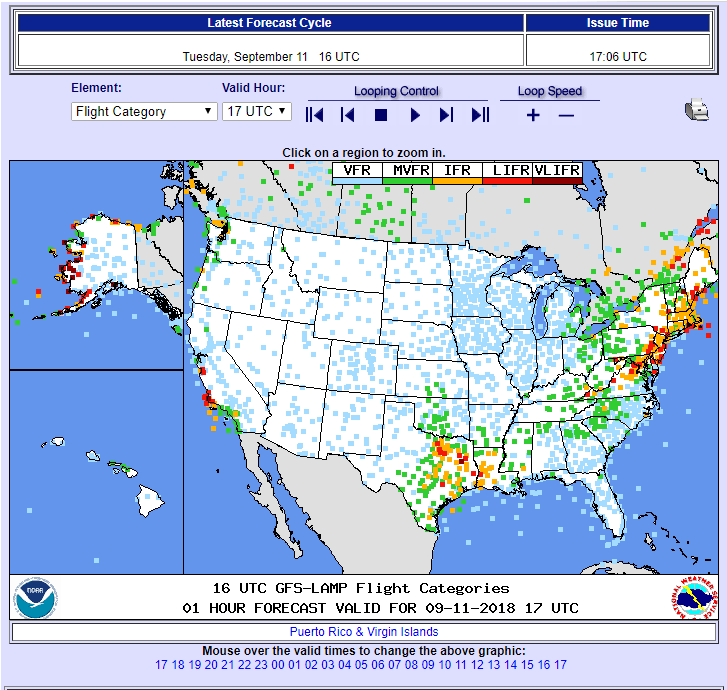 Latest Forecast Cycle Issue Time
Tuesday, September 11 16 UTC 17:06 UTC
Element: Valid Hour: Looping Control Loop Speed
Flight Category 17 UTC
Click on a region to zoom in.
VFR MVFR IFR LIFR VLIFR
16 UTC GFS-LAMP Flight Categories
01 HOUR FORECAST VALID FOR 09-11-2018 17 UTC
NOAA
NATIONAL WEATHER SERVICE
Puerto Rico & Virgin Islands
Mouse over the valid times to change the above graphic:
17 18 19 20 21 22 23 00 01 02 03 04 05 06 07 08 09 10 11 12 13 14 15 16 17